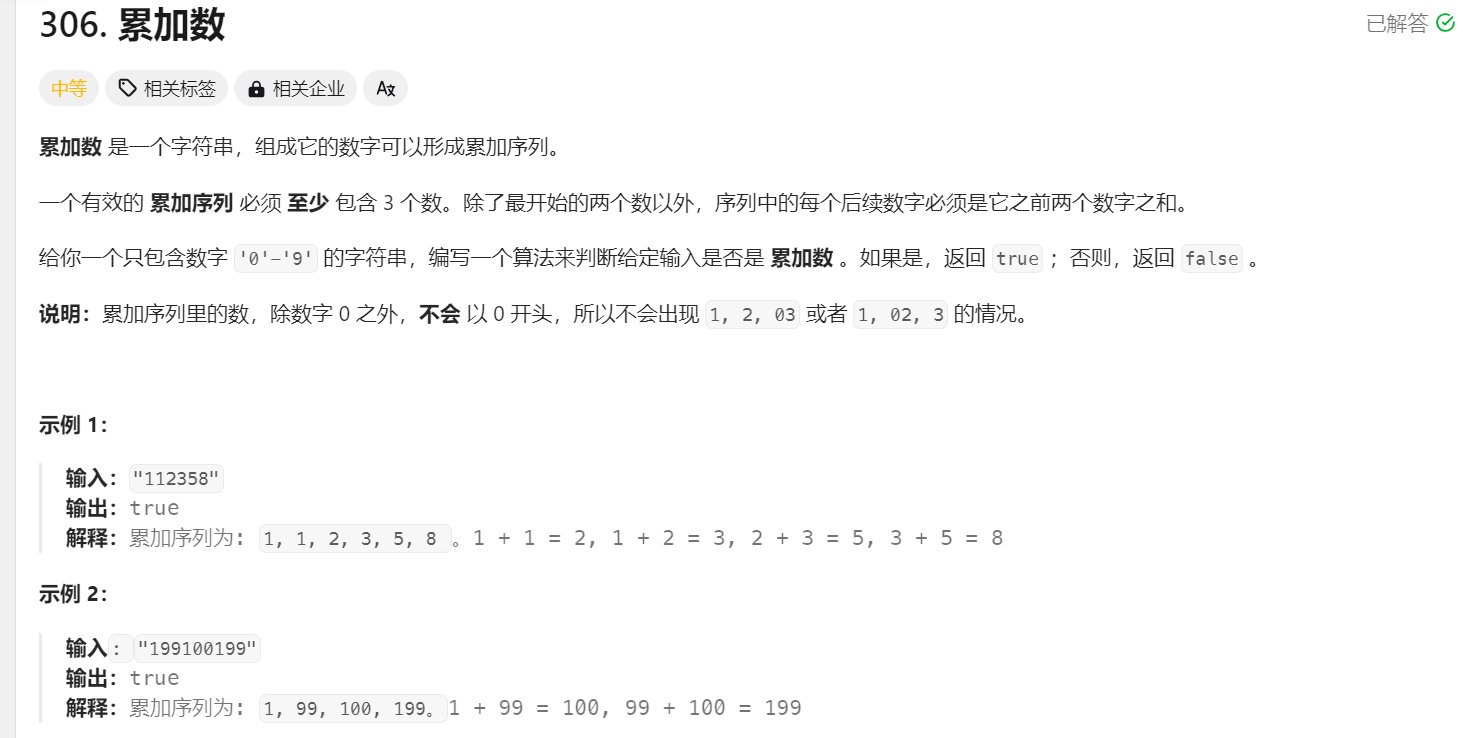 306. 累加数
已解答
中等 相关标签 相关企业 A文
累加数 是一个字符串，组成它的数字可以形成累加序列。
一个有效的 累加序列 必须 至少 包含 3 个数。除了最开始的两个数以外，序列中的每个后续数字必须是它之前两个数字之和。
给你一个只包含数字 '0'-'9' 的字符串，编写一个算法来判断给定输入是否是 累加数 。如果是，返回 true ；否则，返回 false 。
说明：累加序列里的数，除数字 0 之外，不会 以 0 开头，所以不会出现 1, 2, 03 或者 1, 02, 3 的情况。
示例 1：
输入："112358"
输出：true
解释：累加序列为: 1, 1, 2, 3, 5, 8 。1 + 1 = 2, 1 + 2 = 3, 2 + 3 = 5, 3 + 5 = 8
示例 2：
输入："199100199"
输出：true
解释：累加序列为: 1, 99, 100, 199。1 + 99 = 100, 99 + 100 = 199